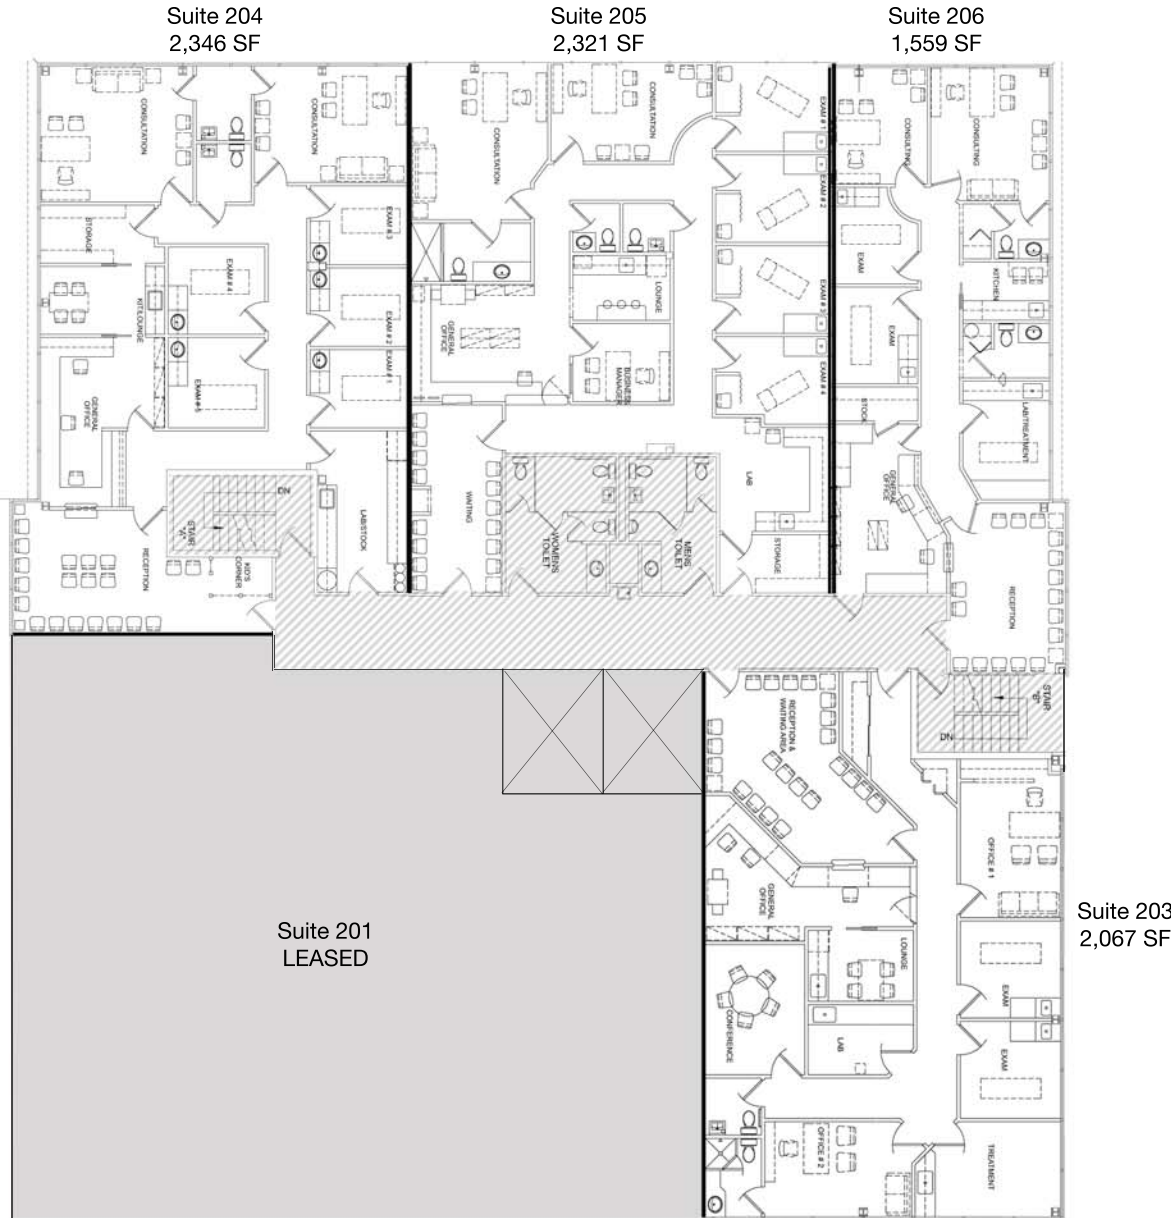 Suite 204
2,346 SF
Suite 205
2,321 SF
Suite 206
1,559 SF
CONSULTATION
CONSULTATION
STORAGE
EXAM #3
EXAM #4
KIT/LOUNGE
EXAM # 2
EXAM # 1
EXAM # 5
GENERAL
OFFICE
DN
STAIR
"A"
LAB/STOCK
RECEPTION
KID'S
CORNER
CONSULTATION
CONSULTATION
EXAM # 1
EXAM # 2
EXAM # 3
EXAM # 4
LOUNGE
GENERAL
OFFICE
BUSINESS
MANAGER
WAITING
WOMENS
TOILET
MENS
TOILET
LAB
STORAGE
CONSULTING
CONSULTING
EXAM
KITCHEN
EXAM
STOCK
LAB/TREATMENT
GENERAL
OFFICE
RECEPTION
STAIR
"B"
DN
RECEPTION &
WAITING AREA
OFFICE # 1
GENERAL
OFFICE
LOUNGE
EXAM
CONFERENCE
LAB
EXAM
OFFICE # 2
TREATMENT
Suite 201
LEASED
Suite 203
2,067 SF